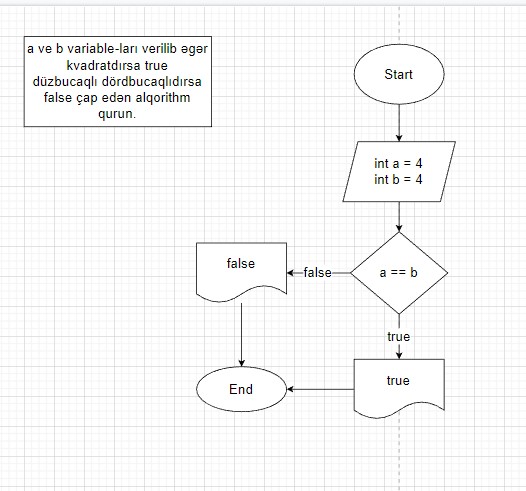 a ve b variable-ları verilib əgər
kvadratdırsa true
düzbucaqlı dördbucaqlıdırsa
false çap edən alqorithm
qurun.
Start
int a = 4
int b = 4
a == b
false
false
true
true
End